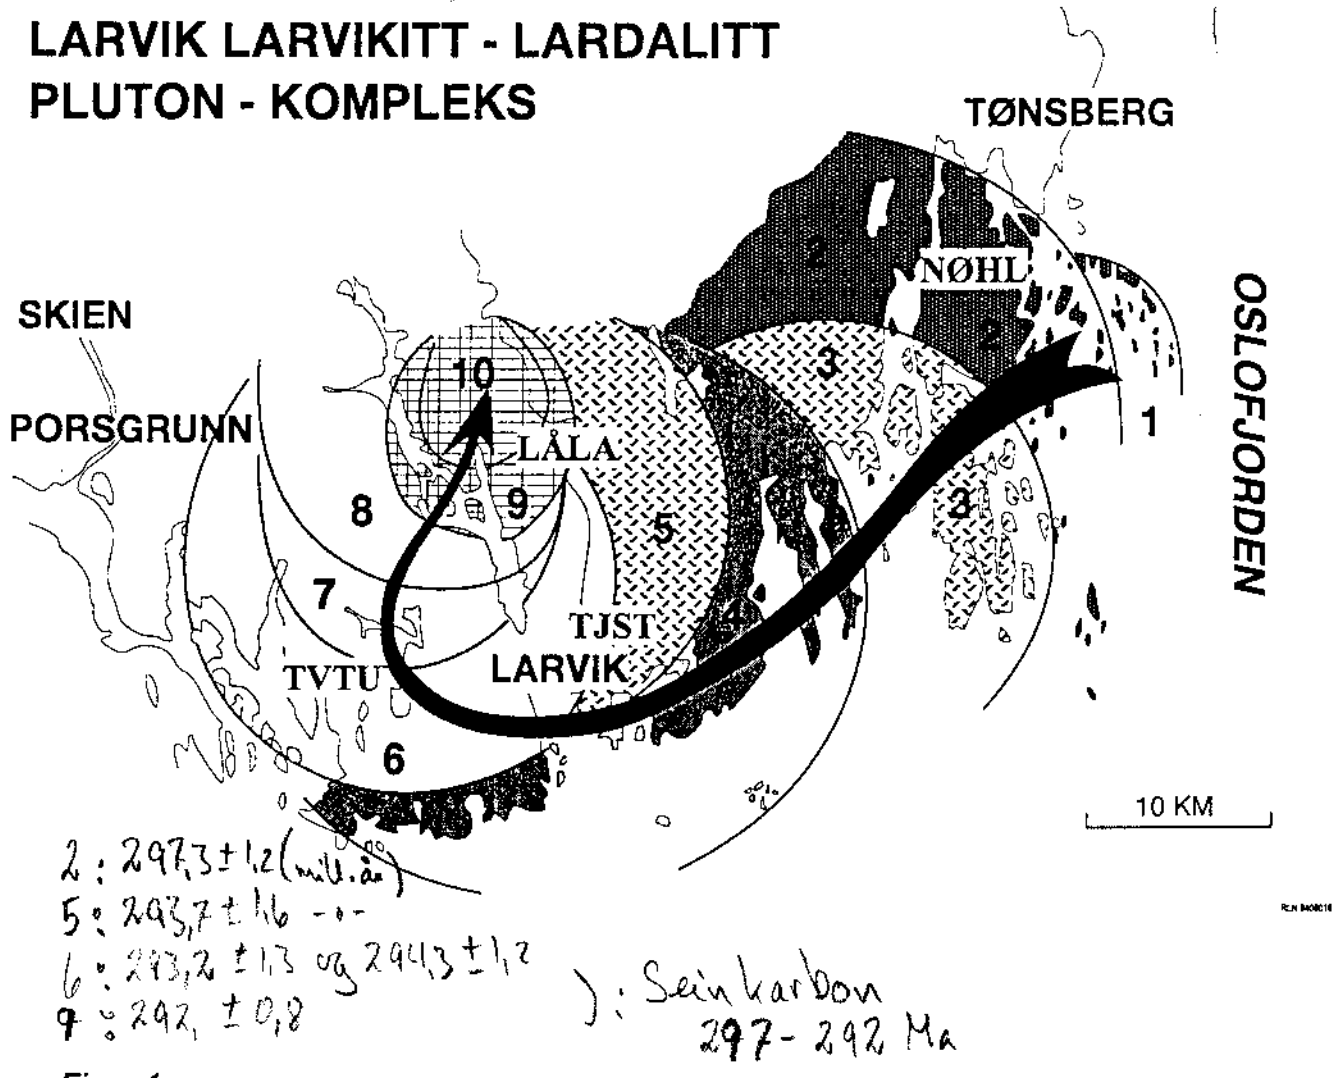 LARVIK LARVIKITT - LARDALITT
PLUTON - KOMPLEKS
TØNSBERG
2
NØHL
OSLOFJORDEN
SKIEN
10
3
2
PORSGRUNN
LÅLA
1
8
9
5
3
7
4
TJST
TVTU
LARVIK
6
10 KM
2 : 297,3 ± 1,2 (mill. år)
5 : 293,7 ± 1,6 -"-
6 : 293,2 ± 1,3 og 294,3 ± 1,2
9 : 292, ± 0,8
): Sein karbon
297 - 292 Ma